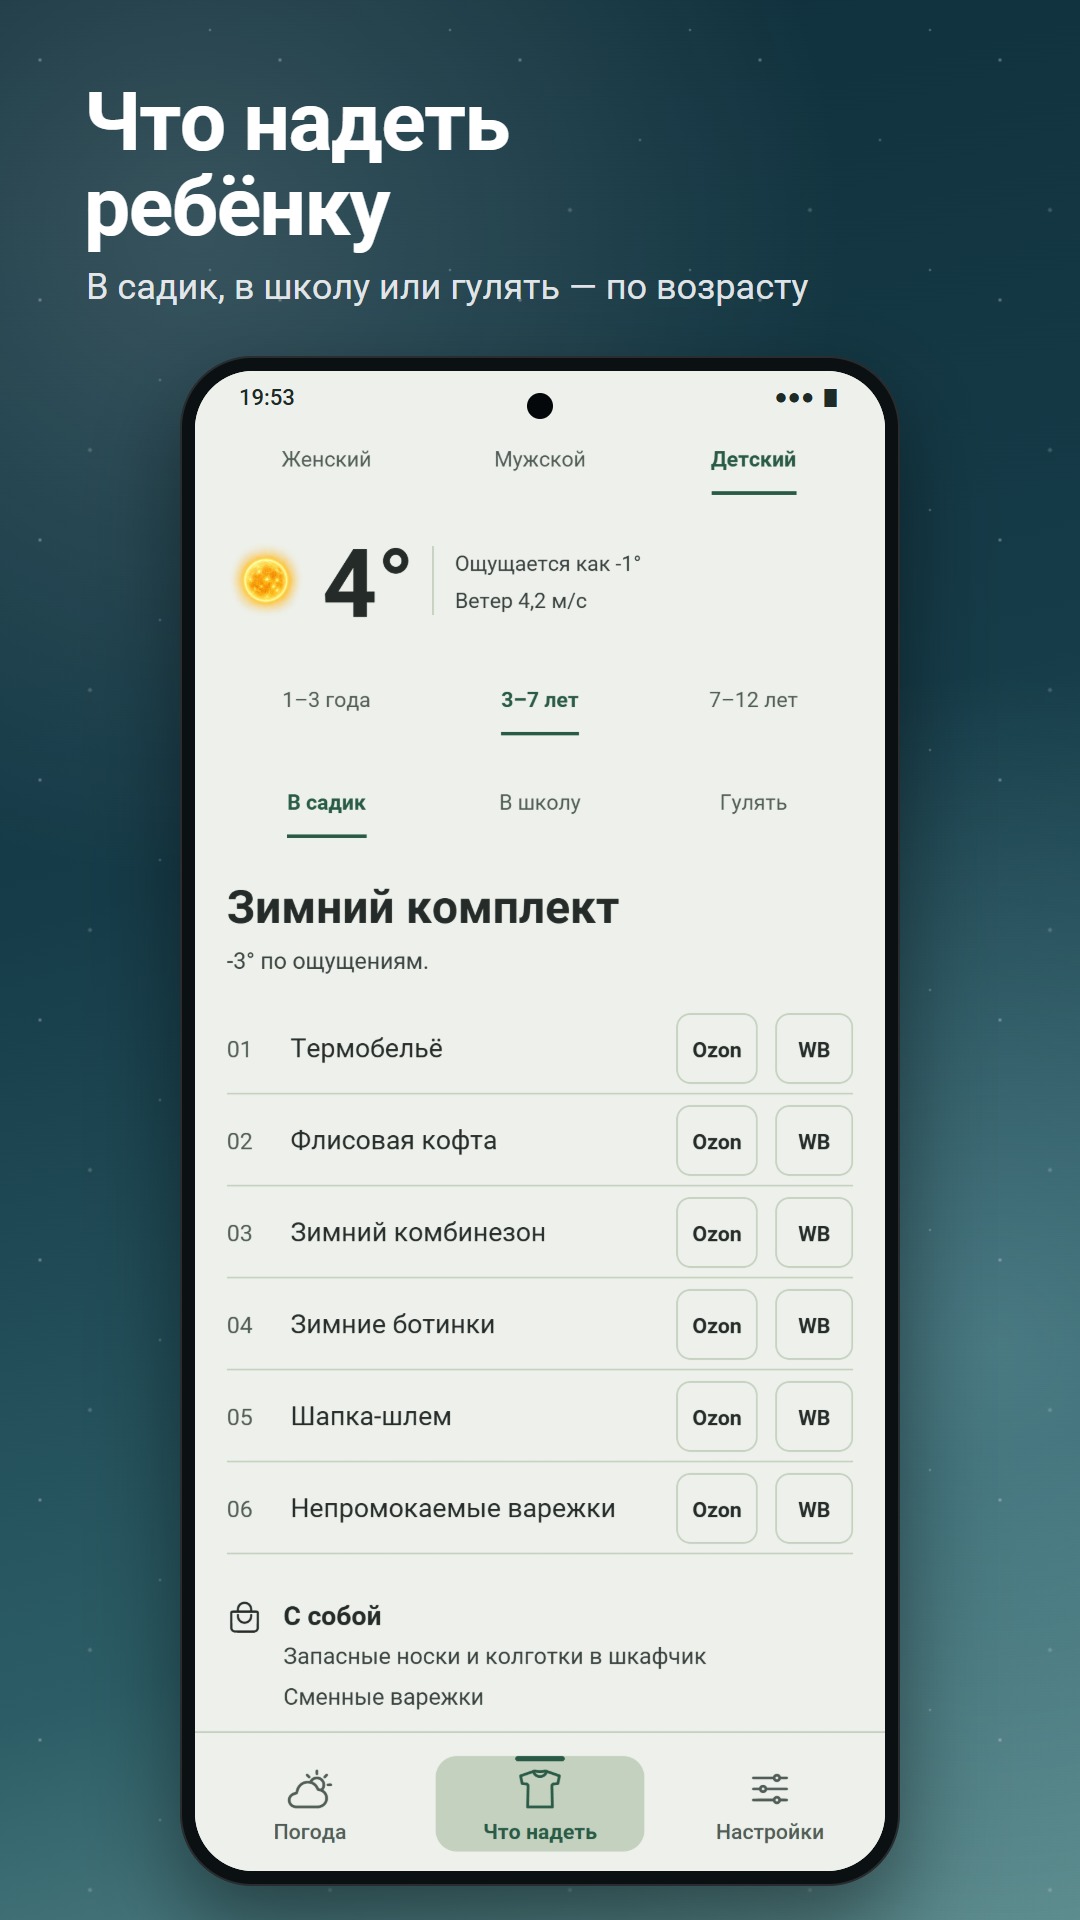 Что надеть
ребёнку
В садик, в школу или гулять — по возрасту
19:53
Женский Мужской Детский
4°
Ощущается как -1°
Ветер 4,2 м/с
1–3 года 3–7 лет 7–12 лет
В садик В школу Гулять
Зимний комплект
-3° по ощущениям.
01 Термобельё Ozon WB
02 Флисовая кофта Ozon WB
03 Зимний комбинезон Ozon WB
04 Зимние ботинки Ozon WB
05 Шапка-шлем Ozon WB
06 Непромокаемые варежки Ozon WB
С собой
Запасные носки и колготки в шкафчик
Сменные варежки
Погода Что надеть Настройки